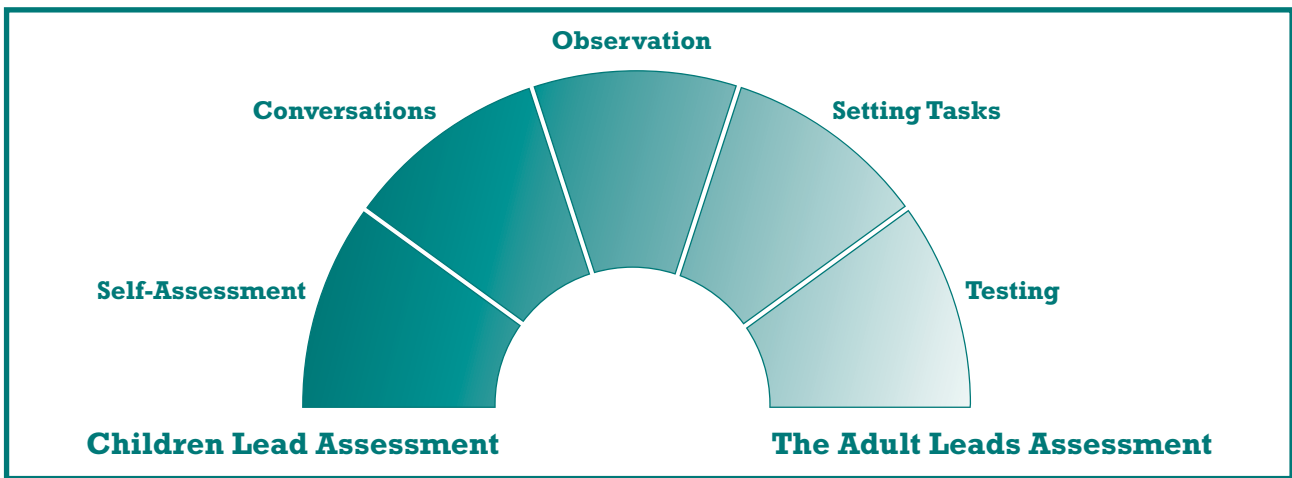 Observation
Conversations
Setting Tasks
Self-Assessment
Testing
Children Lead Assessment
The Adult Leads Assessment